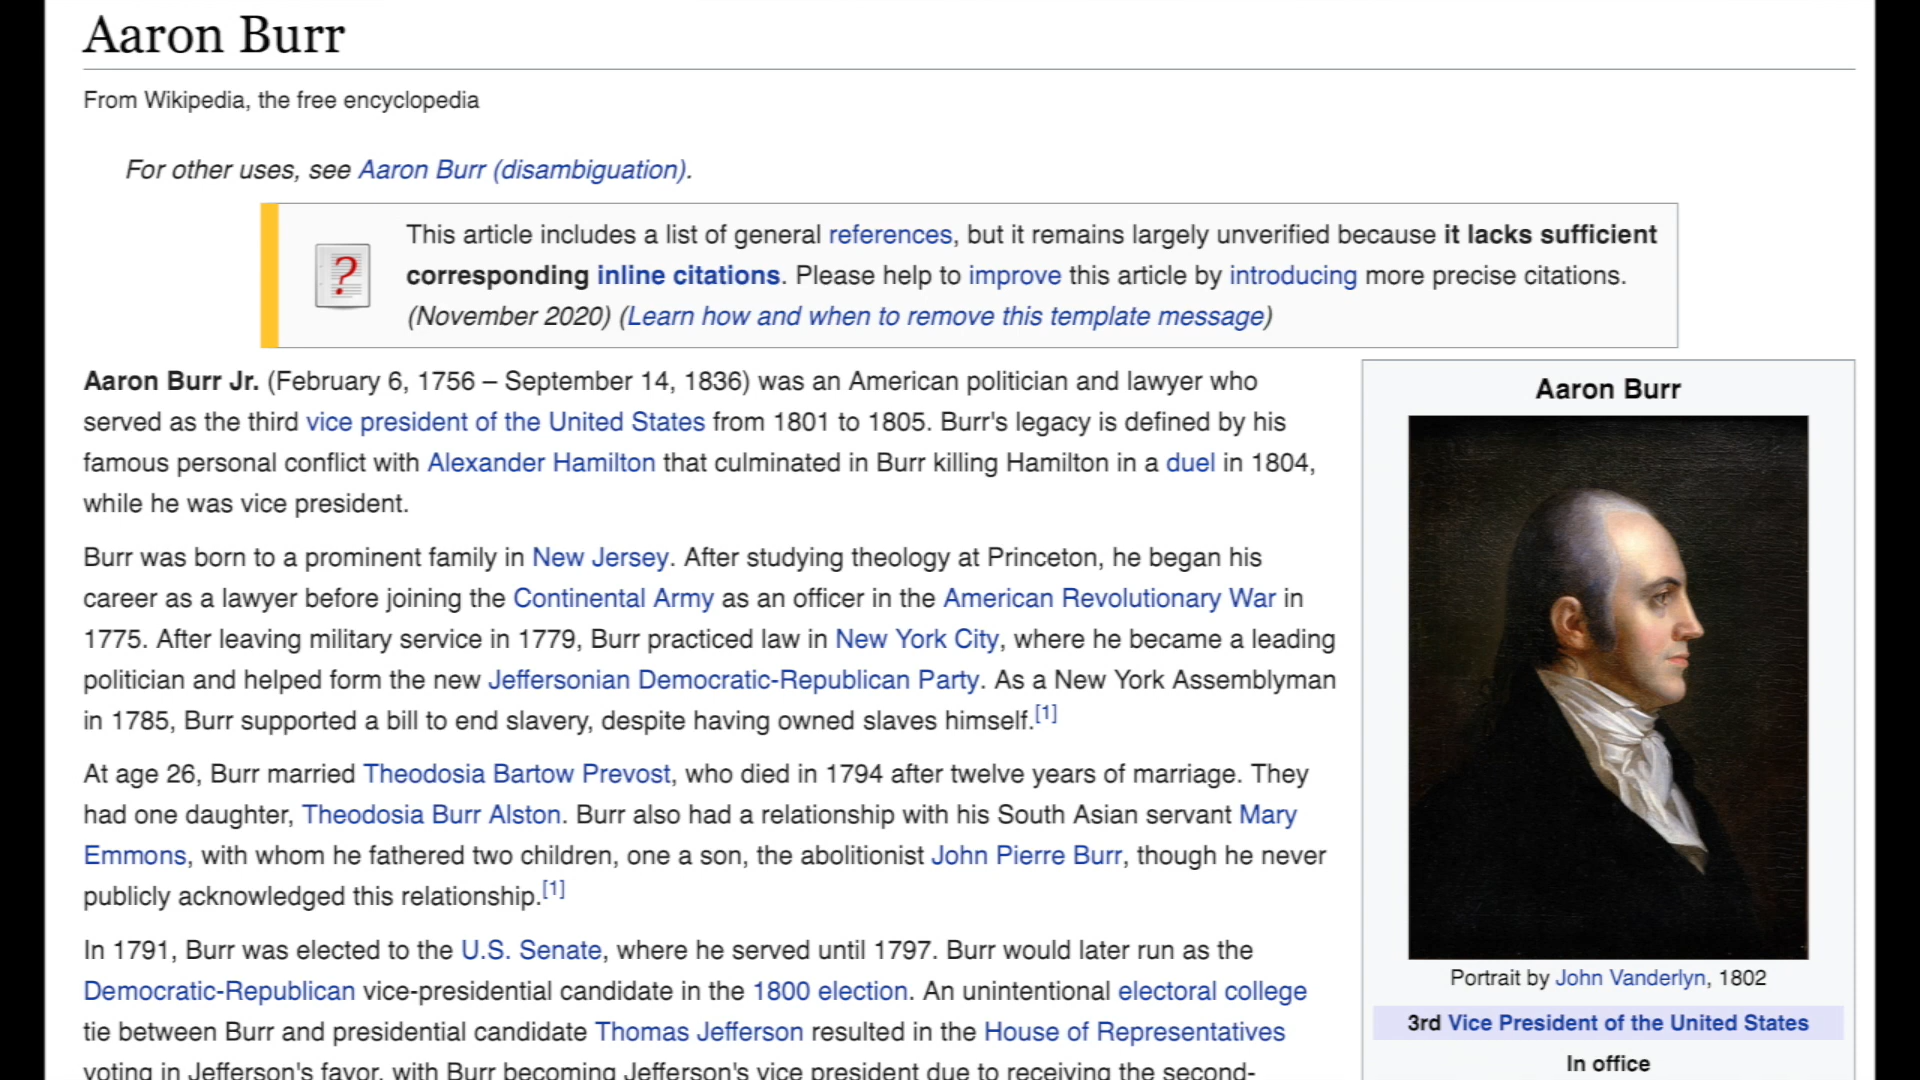 Aaron Burr
From Wikipedia, the free encyclopedia
For other uses, see Aaron Burr (disambiguation).
This article includes a list of general references, but it remains largely unverified because it lacks sufficient
corresponding inline citations. Please help to improve this article by introducing more precise citations.
(November 2020) (Learn how and when to remove this template message)
Aaron Burr Jr. (February 6, 1756 – September 14, 1836) was an American politician and lawyer who
served as the third vice president of the United States from 1801 to 1805. Burr's legacy is defined by his
famous personal conflict with Alexander Hamilton that culminated in Burr killing Hamilton in a duel in 1804,
while he was vice president.
Burr was born to a prominent family in New Jersey. After studying theology at Princeton, he began his
career as a lawyer before joining the Continental Army as an officer in the American Revolutionary War in
1775. After leaving military service in 1779, Burr practiced law in New York City, where he became a leading
politician and helped form the new Jeffersonian Democratic-Republican Party. As a New York Assemblyman
in 1785, Burr supported a bill to end slavery, despite having owned slaves himself.[1]
At age 26, Burr married Theodosia Bartow Prevost, who died in 1794 after twelve years of marriage. They
had one daughter, Theodosia Burr Alston. Burr also had a relationship with his South Asian servant Mary
Emmons, with whom he fathered two children, one a son, the abolitionist John Pierre Burr, though he never
publicly acknowledged this relationship.[1]
In 1791, Burr was elected to the U.S. Senate, where he served until 1797. Burr would later run as the
Democratic-Republican vice-presidential candidate in the 1800 election. An unintentional electoral college
tie between Burr and presidential candidate Thomas Jefferson resulted in the House of Representatives
voting in Jefferson's favor, with Burr becoming Jefferson's vice president due to receiving the second-
Aaron Burr
Portrait by John Vanderlyn, 1802
3rd Vice President of the United States
In office